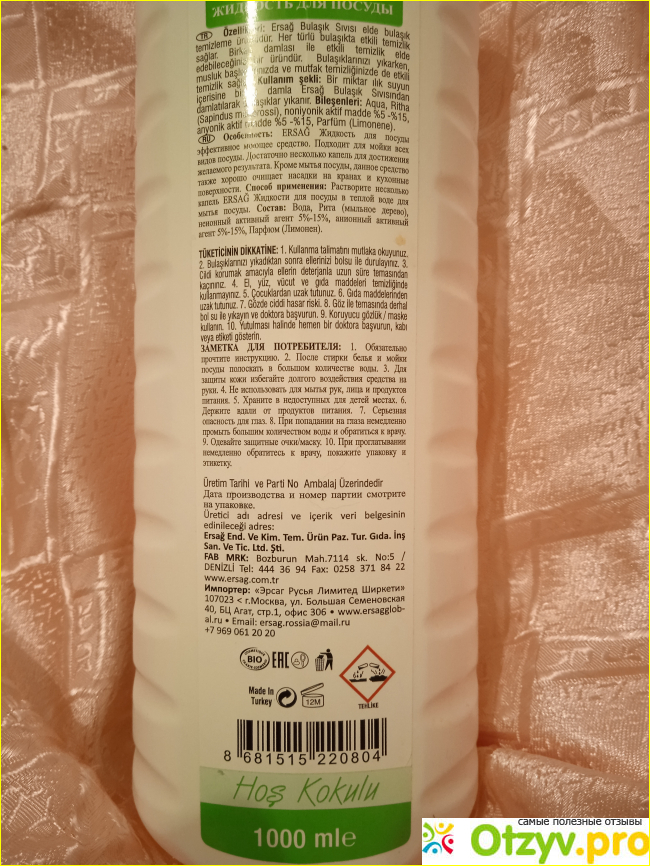 ЖИДКОСТЬ ДЛЯ ПОСУДЫ
TR Özellikleri: Ersağ Bulaşık Sıvısı elde bulaşık
temizleme ürünüdür. Her türlü bulaşıkta etkili temizlik
sağlar. Birkaç damlası ile etkili temizlik elde
edebileceğiniz bir üründür. Bulaşıklarınızı yıkarken,
musluk başlarınızda ve mutfak temizliğinizde de etkili
temizlik sağlar. Kullanım şekli: Bir miktar ılık suyun
içerisine bir damla Ersağ Bulaşık Sıvısından
damlatılarak bulaşıklar yıkanır. Bileşenleri: Aqua, Ritha
(Sapindus m rossi), noniyonik aktif madde %5 -%15,
anyonik aktif madde %5 -%15, Parfüm (Limonene).
RU Особенность: ERSAĞ Жидкость для посуды
эффективное моющее средство. Подходит для мойки всех
видов посуды. Достаточно несколько капель для достижения
желаемого результата. Кроме мытья посуды, данное средство
также хорошо очищает насадки на кранах и кухонные
поверхности. Способ применения: Растворите несколько
капель ERSAĞ Жидкости для посуды в теплой воде для
мытья посуды. Состав: Вода, Рита (мыльное дерево),
неионный активный агент 5%-15%, анионный активный
агент 5%-15%, Парфюм (Лимонен).
TÜKETİCİNİN DİKKATİNE: 1. Kullanma talimatını mutlaka okuyunuz.
2. Bulaşıklarınızı yıkadıktan sonra ellerinizi bolsu ile durulayınız. 3.
Cildi korumak amacıyla ellerin deterjanla uzun süre temasından
kaçınınız. 4. El, yüz, vücut ve gıda maddeleri temizliğinde
kullanmayınız. 5. Çocuklardan uzak tutunuz. 6. Gıda maddelerinden
uzak tutunuz. 7. Gözde ciddi hasar riski. 8. Göz ile temasında derhal
bol su ile yıkayın ve doktora başvurun. 9. Koruyucu gözlük / maske
kullanın. 10. Yutulması halinde hemen bir doktora başvurun, kabı
veya etiketi gösterin.
ЗАМЕТКА ДЛЯ ПОТРЕБИТЕЛЯ: 1. Обязательно
прочтите инструкцию. 2. После стирки белья и мойки
посуды полоскать в большом количестве воды. 3. Для
защиты кожи избегайте долгого воздействия средства на
руки. 4. Не использовать для мытья рук, лица и продуктов
питания. 5. Храните в недоступных для детей местах. 6.
Держите вдали от продуктов питания. 7. Серьезная
опасность для глаз. 8. При попадании на глаза немедленно
промыть большим количеством воды и обратиться к врачу.
9. Одевайте защитные очки/маску. 10. При проглатывании
немедленно обратитесь к врачу, покажите упаковку и
этикетку.
Üretim Tarihi ve Parti No Ambalaj Üzerindedir
Дата производства и номер партии смотрите
на упаковке.
Üretici adı adresi ve içerik veri belgesinin
edinileceği adres:
Ersağ End. Ve Kim. Tem. Ürün Paz. Tur. Gıda. İnş
San. Ve Tic. Ltd. Şti.
FAB MRK: Bozburun Mah.7114 sk. No:5 /
DENİZLİ Tel: 444 36 94 Fax: 0258 371 84 22
www.ersag.com.tr
Импортер: «Эрсаг Русья Лимитед Ширкети»
107023 < г.Москва, ул. Большая Семеновская
40, БЦ Агат, стр.1, офис 306 • www.ersagglob-
al.ru • Email: ersag.rossia@mail.ru
+7 969 061 20 20
BIO EAC
Made In
Turkey
12M
TEHLİKE
8 681515 220804
Hoş Kokulu
1000 ml e
самые полезные отзывы
Otzyv.pro